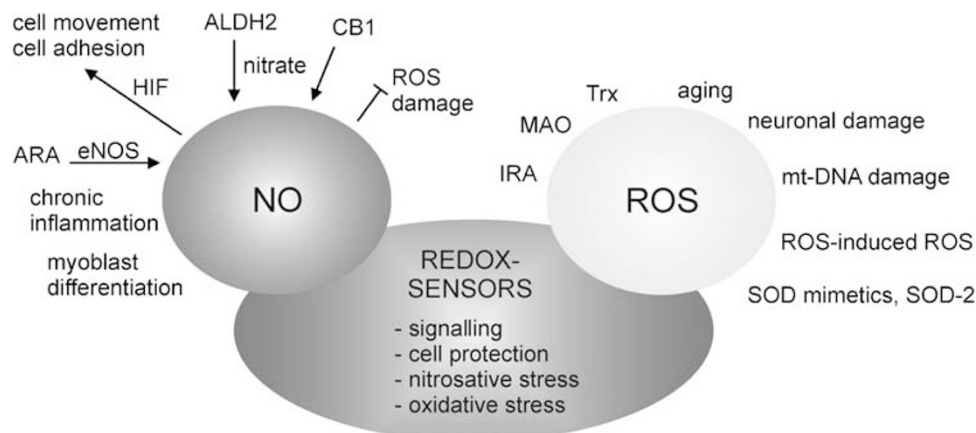 cell movement
cell adhesion
HIF
ALDH2
nitrate
CB1
ROS
damage
ARA
eNOS
chronic
inflammation
myoblast
differentiation
NO
REDOX-
SENSORS
- signalling
- cell protection
- nitrosative stress
- oxidative stress
Trx
aging
MAO
IRA
ROS
neuronal damage
mt-DNA damage
ROS-induced ROS
SOD mimetics, SOD-2